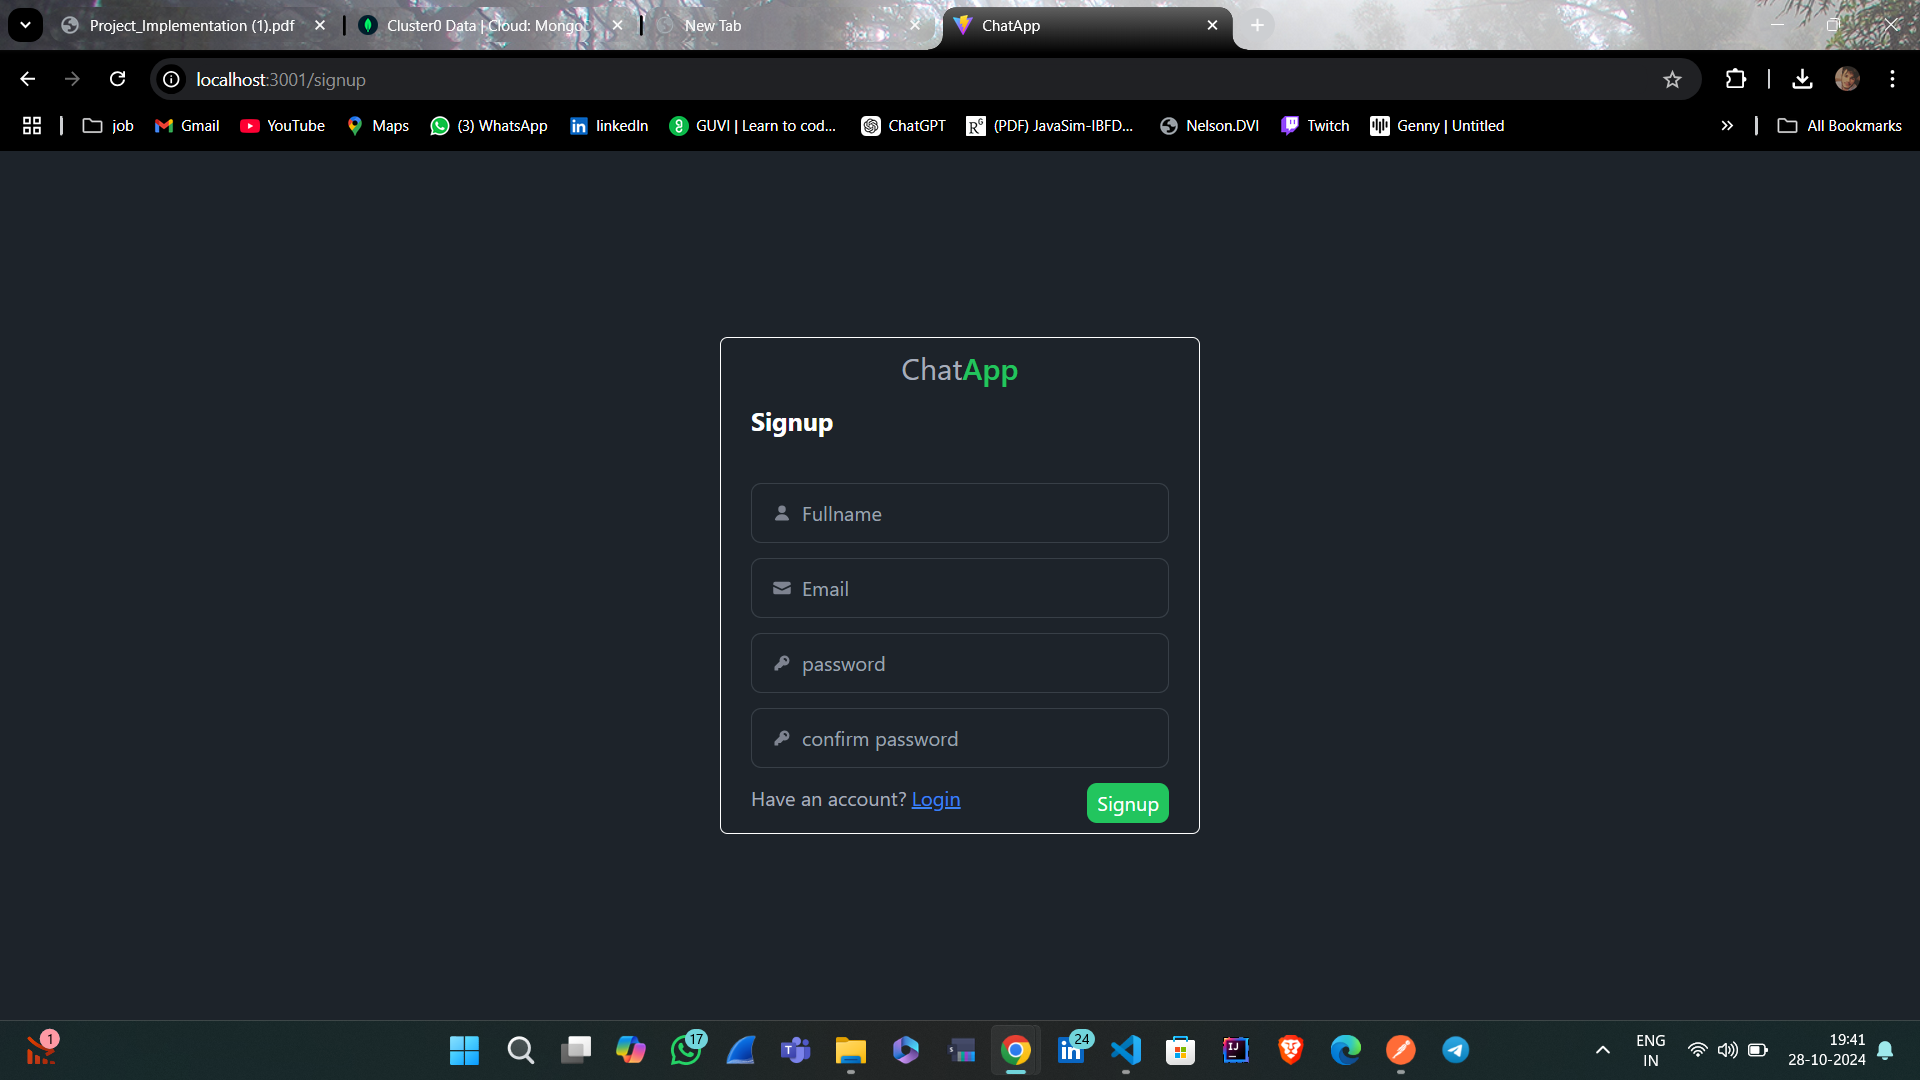 Project_Implementation (1).pdf
Cluster0 Data | Cloud: Mongo
New Tab
ChatApp
localhost:3001/signup
job
Gmail
YouTube
Maps
(3) WhatsApp
linkedIn
GUVI | Learn to cod...
ChatGPT
(PDF) JavaSim-IBFD...
Nelson.DVI
Twitch
Genny | Untitled
All Bookmarks
ChatApp
Signup
Fullname
Email
password
confirm password
Have an account? Login
Signup
1
17
24
ENG
IN
19:41
28-10-2024